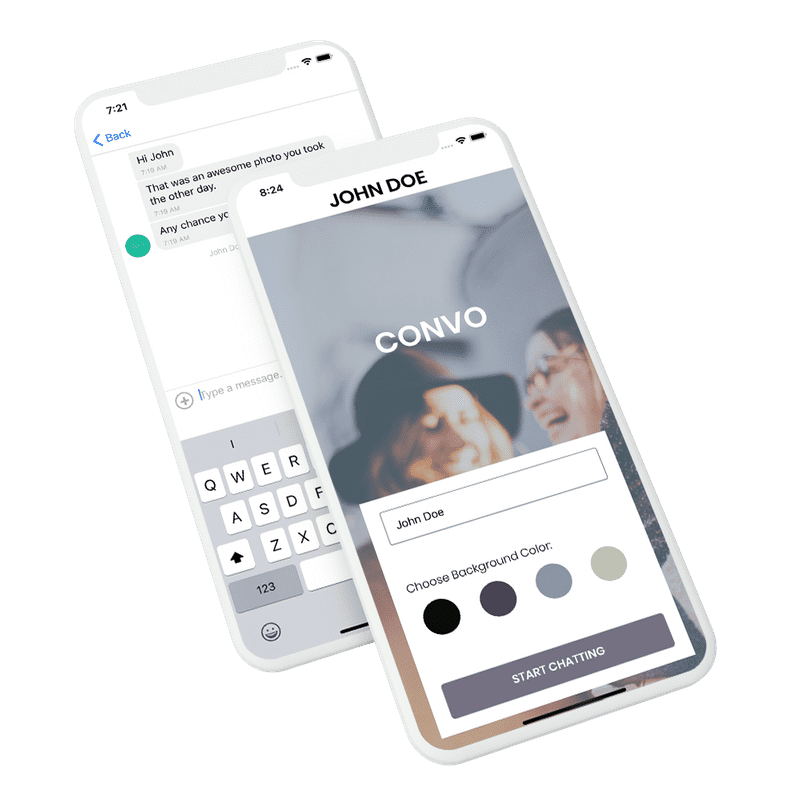 7:21
Back
Hi John
7:19 AM
That was an awesome photo you took
the other day.
7:19 AM
Any chance
7:19 AM
John
Type a message.
I
Q W E R
A S D F
Z X C
123
8:24
JOHN DOE
CONVO
John Doe
Choose Background Color:
START CHATTING